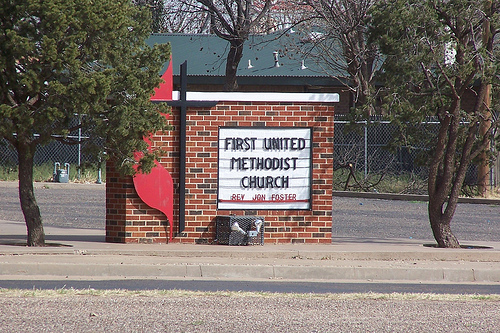 FIRST UNITED
METHODIST
CHURCH
REV JON FOSTER